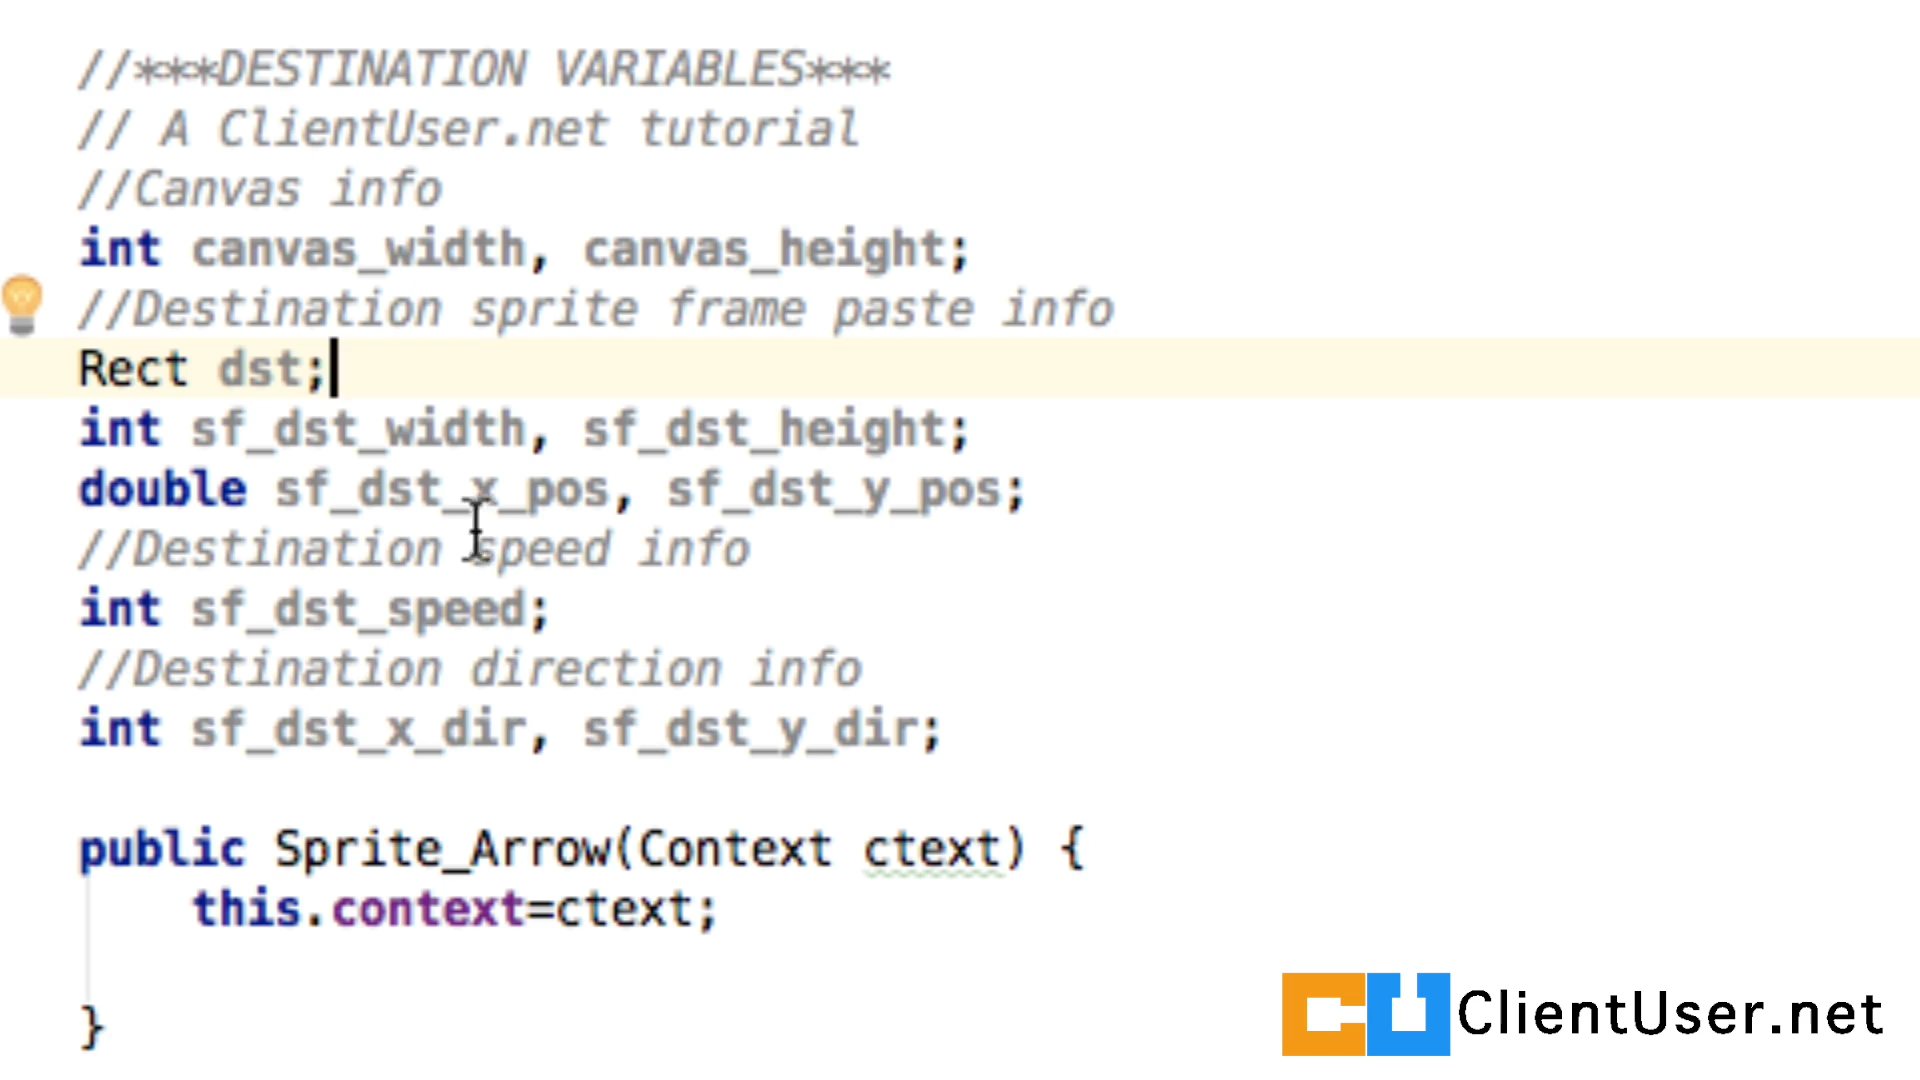 //***DESTINATION VARIABLES***
// A ClientUser.net tutorial
//Canvas info
int canvas_width, canvas_height;
//Destination sprite frame paste info
Rect dst;
int sf_dst_width, sf_dst_height;
double sf_dst_x_pos, sf_dst_y_pos;
//Destination speed info
int sf_dst_speed;
//Destination direction info
int sf_dst_x_dir, sf_dst_y_dir;
public Sprite_Arrow(Context ctext) {
    this.context=ctext;
}
CU ClientUser.net